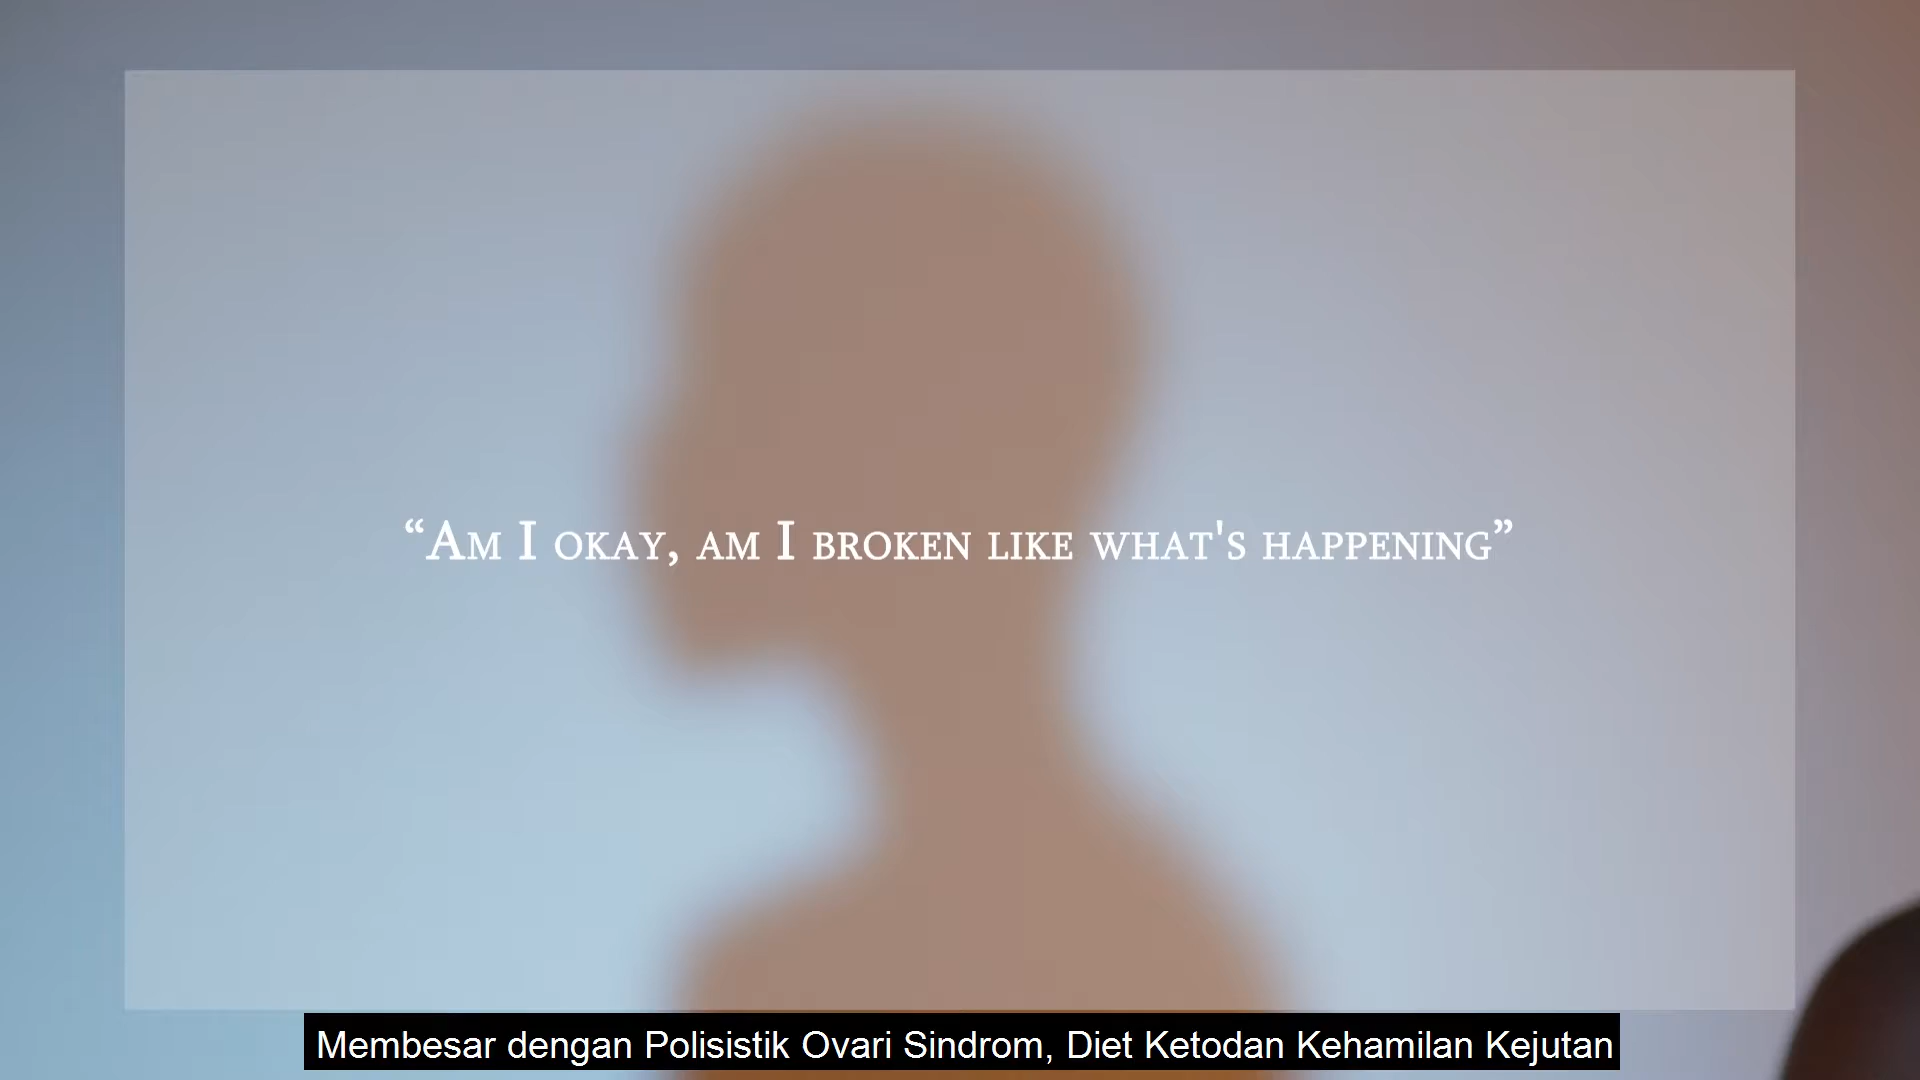 “Am I okay, am I broken like what's happening”
Membesar dengan Polisistik Ovari Sindrom, Diet Ketodan Kehamilan Kejutan